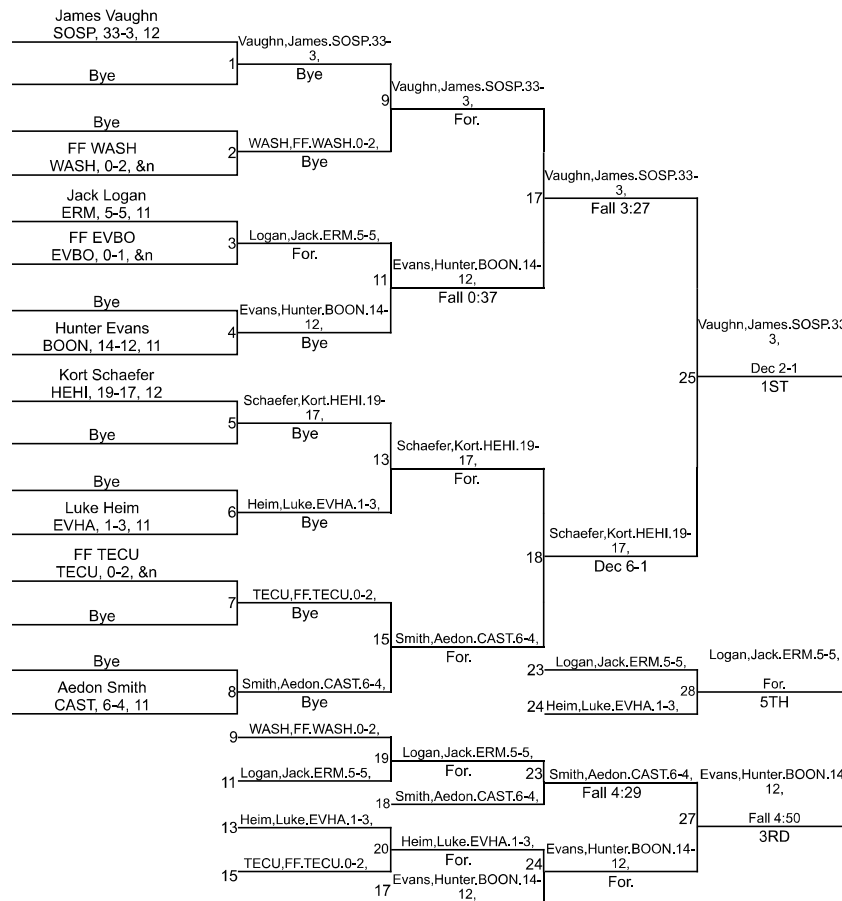 James Vaughn
SOSP, 33-3, 12
1
Bye
Vaughn,James.SOSP.33-
3,
Bye
9
Bye
FF WASH
WASH, 0-2, &n
2
WASH,FF.WASH.0-2,
Bye
Vaughn,James.SOSP.33-
3,
For.
17
Jack Logan
ERM, 5-5, 11
FF EVBO
EVBO, 0-1, &n
3
Logan,Jack.ERM.5-5,
For.
11
Bye
Hunter Evans
BOON, 14-12, 11
4
Evans,Hunter.BOON.14-
12,
Bye
Evans,Hunter.BOON.14-
12,
Fall 0:37
Vaughn,James.SOSP.33-
3,
Fall 3:27
25
Vaughn,James.SOSP.33
3,
Dec 2-1
1ST
Kort Schaefer
HEHI, 19-17, 12
5
Bye
Schaefer,Kort.HEHI.19-
17,
Bye
13
Bye
Luke Heim
EVHA, 1-3, 11
6
Heim,Luke.EVHA.1-3,
Bye
Schaefer,Kort.HEHI.19-
17,
For.
18
Schaefer,Kort.HEHI.19-
17,
Dec 6-1
FF TECU
TECU, 0-2, &n
7
Bye
TECU,FF.TECU.0-2,
Bye
15
Bye
Aedon Smith
CAST, 6-4, 11
8
Smith,Aedon.CAST.6-4,
Bye
Smith,Aedon.CAST.6-4,
For.
23
Logan,Jack.ERM.5-5,
24
Heim,Luke.EVHA.1-3,
28
Logan,Jack.ERM.5-5,
For.
5TH
9
WASH,FF.WASH.0-2,
11
Logan,Jack.ERM.5-5,
19
Logan,Jack.ERM.5-5,
For.
18
Smith,Aedon.CAST.6-4,
23
Smith,Aedon.CAST.6-4,
Fall 4:29
27
Evans,Hunter.BOON.14
12,
Fall 4:50
3RD
13
Heim,Luke.EVHA.1-3,
15
TECU,FF.TECU.0-2,
20
Heim,Luke.EVHA.1-3,
For.
17
Evans,Hunter.BOON.14-
12,
24
Evans,Hunter.BOON.14-
12,
For.